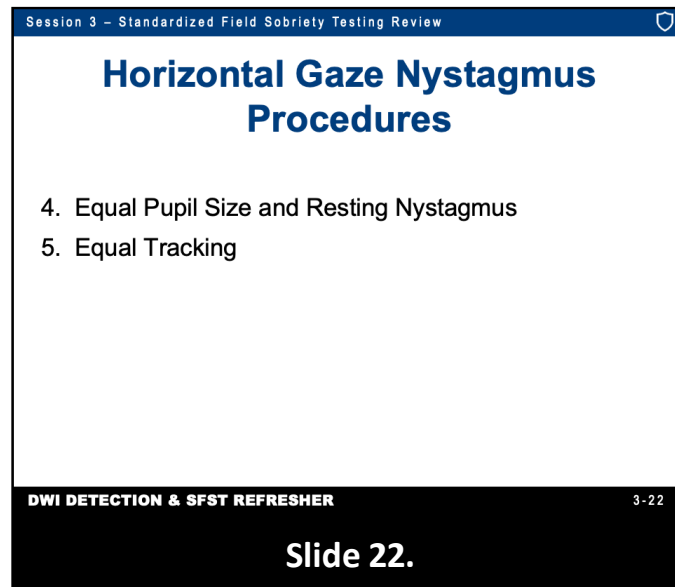 Session 3 – Standardized Field Sobriety Testing Review
Horizontal Gaze Nystagmus
Procedures
4. Equal Pupil Size and Resting Nystagmus
5. Equal Tracking
DWI DETECTION & SFST REFRESHER 3-22
Slide 22.